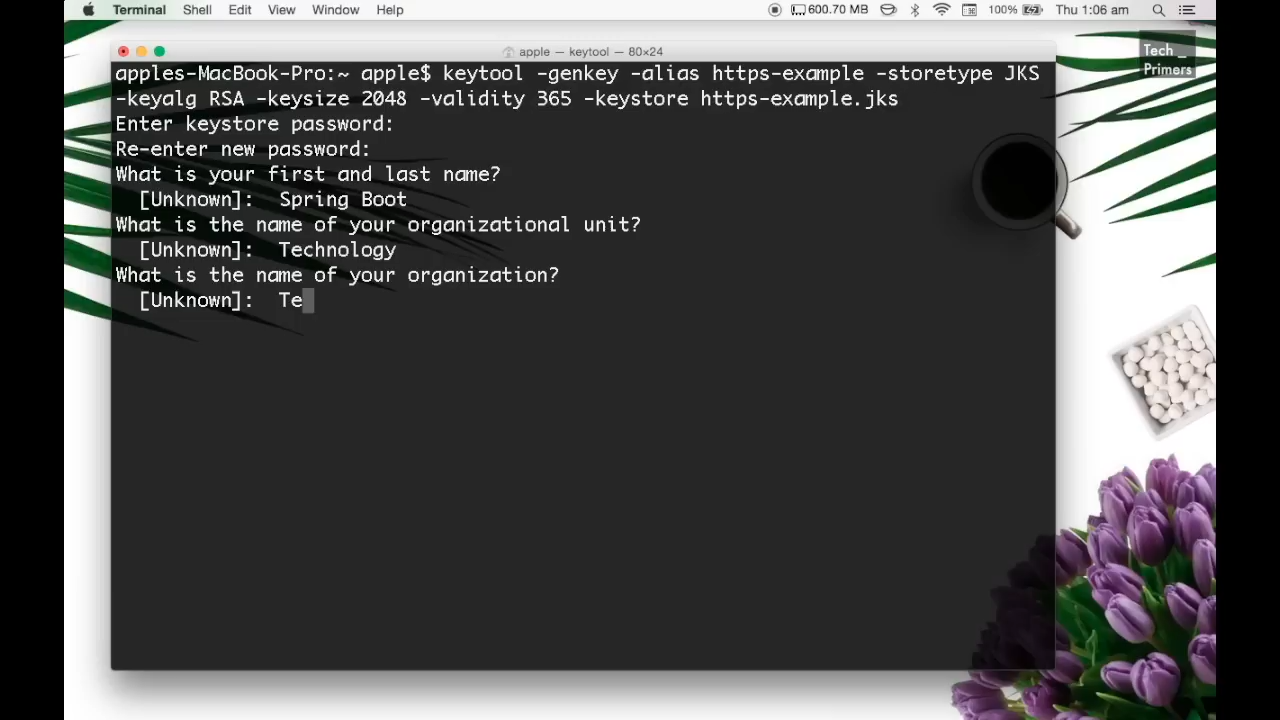 Terminal Shell Edit View Window Help 600.70 MB 100% Thu 1:06 am
apple — keytool — 80×24
Tech _
Primers
apples-MacBook-Pro:~ apple$ keytool -genkey -alias https-example -storetype JKS
-keyalg RSA -keysize 2048 -validity 365 -keystore https-example.jks
Enter keystore password:
Re-enter new password:
What is your first and last name?
[Unknown]: Spring Boot
What is the name of your organizational unit?
[Unknown]: Technology
What is the name of your organization?
[Unknown]: Te